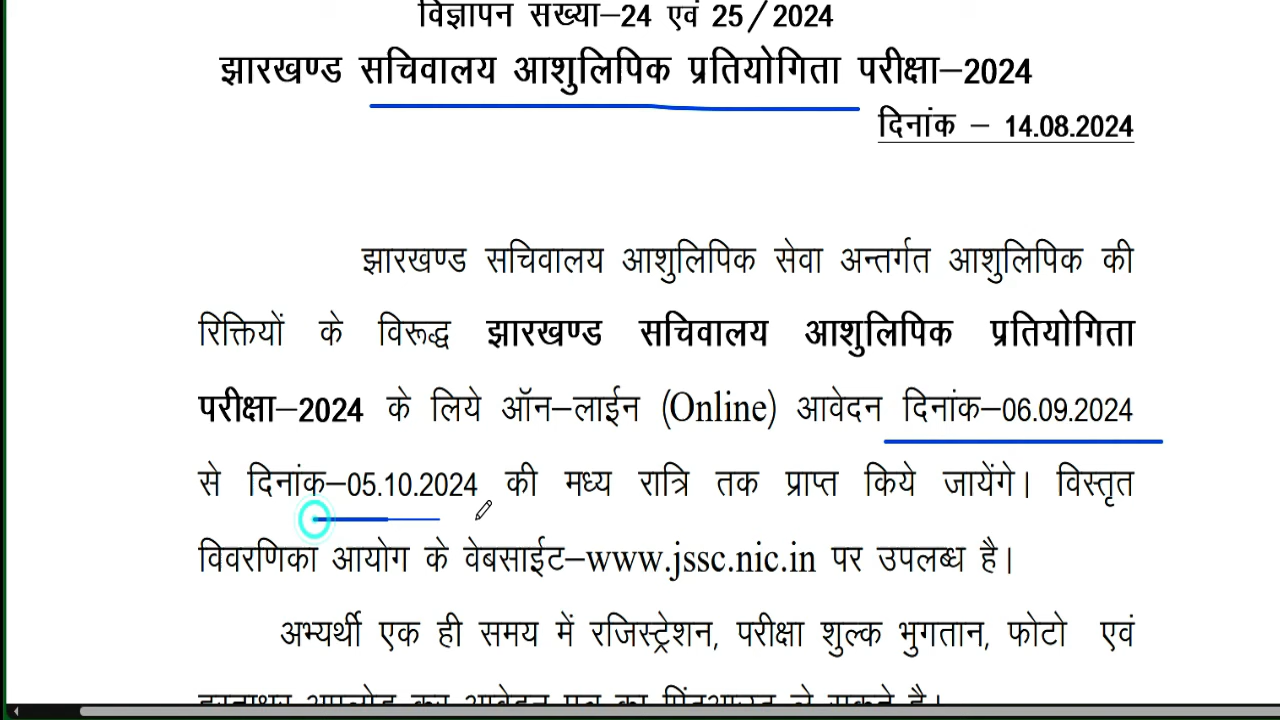 विज्ञापन सख्या–24 एवं 25/2024
झारखण्ड सचिवालय आशुलिपिक प्रतियोगिता परीक्षा–2024
दिनांक – 14.08.2024
झारखण्ड सचिवालय आशुलिपिक सेवा अन्तर्गत आशुलिपिक की
रिक्तियों के विरूद्ध झारखण्ड सचिवालय आशुलिपिक प्रतियोगिता
परीक्षा–2024 के लिये ऑन–लाईन (Online) आवेदन दिनांक–06.09.2024
से दिनांक–05.10.2024 की मध्य रात्रि तक प्राप्त किये जायेंगे। विस्तृत
विवरणिका आयोग के वेबसाईट–www.jssc.nic.in पर उपलब्ध है।
अभ्यर्थी एक ही समय में रजिस्ट्रेशन, परीक्षा शुल्क भुगतान, फोटो एवं